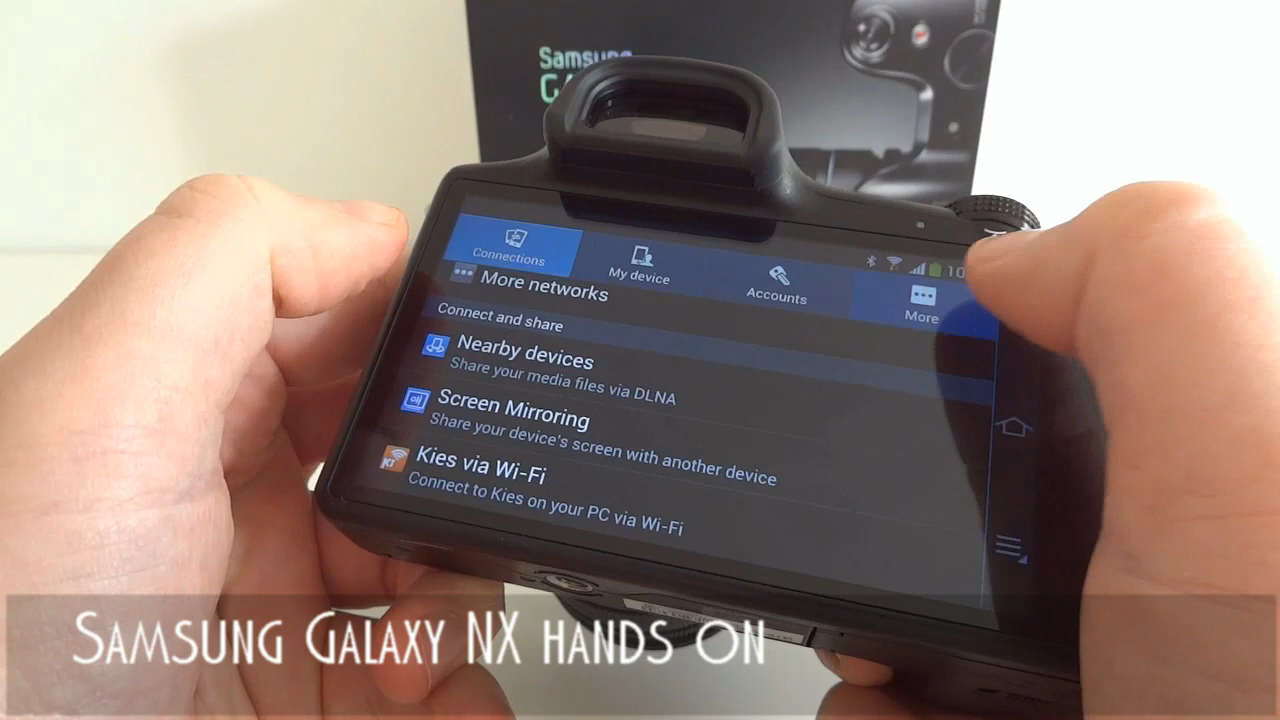 Samsung
Connections
My device
Accounts
More
10
More networks
Connect and share
Nearby devices
Share your media files via DLNA
Screen Mirroring
Share your device's screen with another device
Kies via Wi-Fi
Connect to Kies on your PC via Wi-Fi
SAMSUNG GALAXY NX HANDS ON